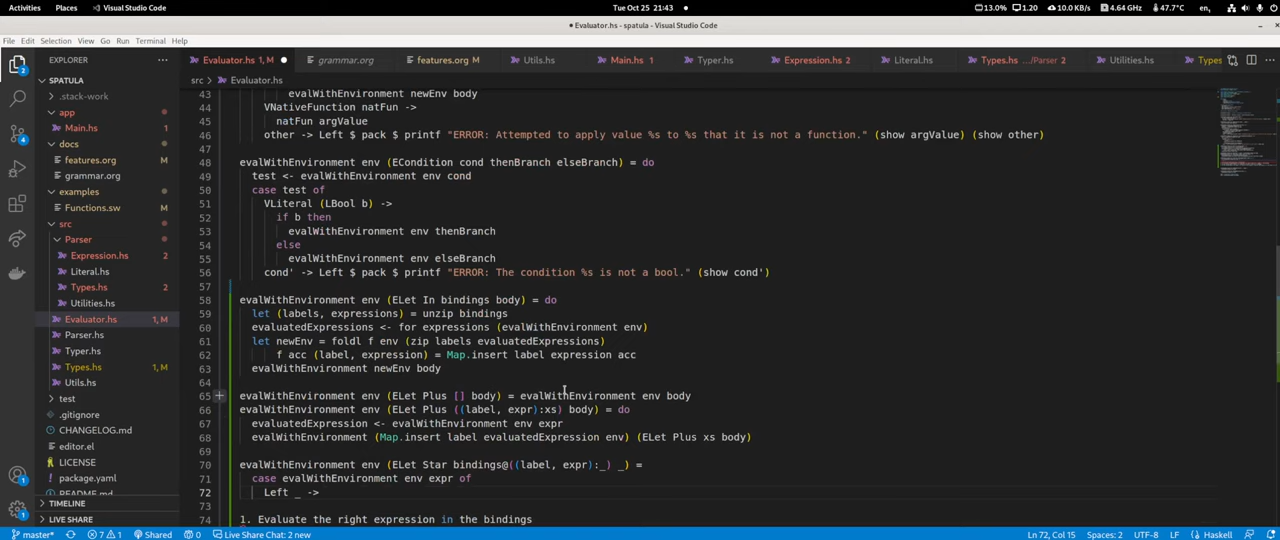 Activities Places Visual Studio Code Tue Oct 25 21:43 13.0% 1.20 10.0 KB/s 4.64 GHz 47.7°C en
● Evaluator.hs - spatula - Visual Studio Code
File Edit Selection View Go Run Terminal Help
EXPLORER ···
Evaluator.hs 1, M ● grammar.org features.org M Utils.hs Main.hs 1 Typer.hs Expression.hs 2 Literal.hs Types.hs .../Parser 2 Utilities.hs Types
SPATULA
src > Evaluator.hs
> .stack-work
app
Main.hs 1
docs
features.org M
grammar.org
examples
Functions.sw M
src
Parser
Expression.hs 2
Literal.hs
Types.hs 2
Utilities.hs
Evaluator.hs 1, M
Parser.hs
Typer.hs
Types.hs 1, M
Utils.hs
> test
.gitignore
CHANGELOG.md
editor.el
LICENSE
package.yaml
README.md
> TIMELINE
> LIVE SHARE
43 evalWithEnvironment newEnv body
44 VNativeFunction natFun ->
45 natFun argValue
46 other -> Left $ pack $ printf "ERROR: Attempted to apply value %s to %s that it is not a function." (show argValue) (show other)
47
48 evalWithEnvironment env (ECondition cond thenBranch elseBranch) = do
49 test <- evalWithEnvironment env cond
50 case test of
51 VLiteral (LBool b) ->
52 if b then
53 evalWithEnvironment env thenBranch
54 else
55 evalWithEnvironment env elseBranch
56 cond' -> Left $ pack $ printf "ERROR: The condition %s is not a bool." (show cond')
57
58 evalWithEnvironment env (ELet In bindings body) = do
59 let (labels, expressions) = unzip bindings
60 evaluatedExpressions <- for expressions (evalWithEnvironment env)
61 let newEnv = foldl f env (zip labels evaluatedExpressions)
62 f acc (label, expression) = Map.insert label expression acc
63 evalWithEnvironment newEnv body
64
65 evalWithEnvironment env (ELet Plus [] body) = evalWithEnvironment env body
66 evalWithEnvironment env (ELet Plus ((label, expr):xs) body) = do
67 evaluatedExpression <- evalWithEnvironment env expr
68 evalWithEnvironment (Map.insert label evaluatedExpression env) (ELet Plus xs body)
69
70 evalWithEnvironment env (ELet Star bindings@((label, expr):_) _) =
71 case evalWithEnvironment env expr of
72 Left _ ->
73
74 1. Evaluate the right expression in the bindings
master* 7 1 Shared 0 Live Share Chat: 2 new Ln 72, Col 15 Spaces: 2 UTF-8 LF Haskell